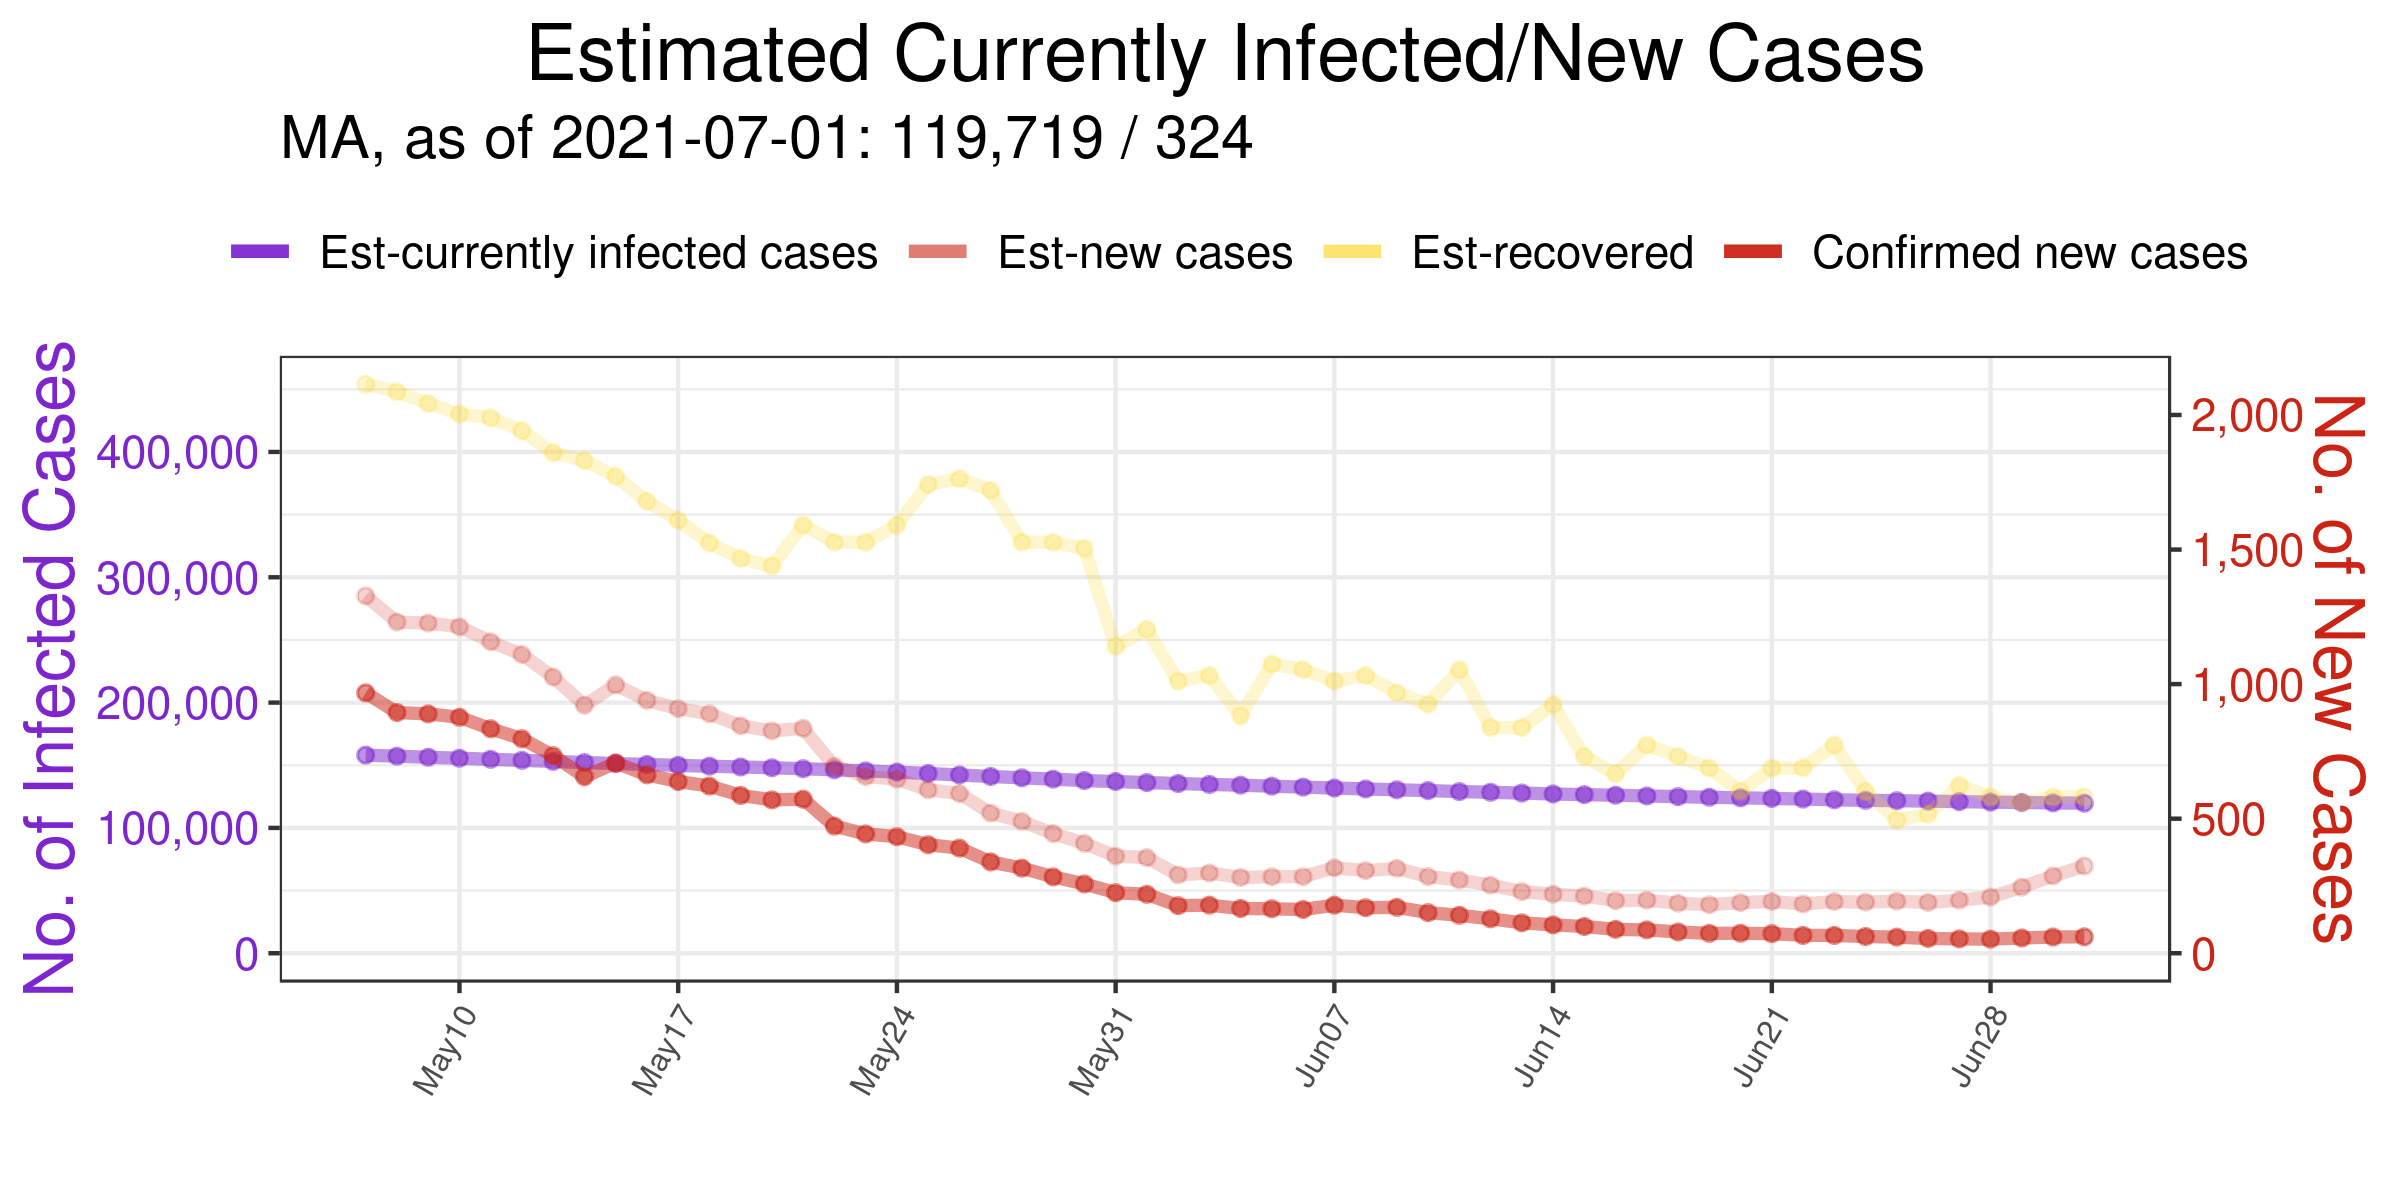 Estimated Currently Infected/New Cases
MA, as of 2021-07-01: 119,719 / 324
Est-currently infected cases Est-new cases Est-recovered Confirmed new cases
No. of Infected Cases
400,000
300,000
200,000
100,000
0
2,000
1,500
1,000
500
0
No. of New Cases
May10 May17 May24 May31 Jun07 Jun14 Jun21 Jun28